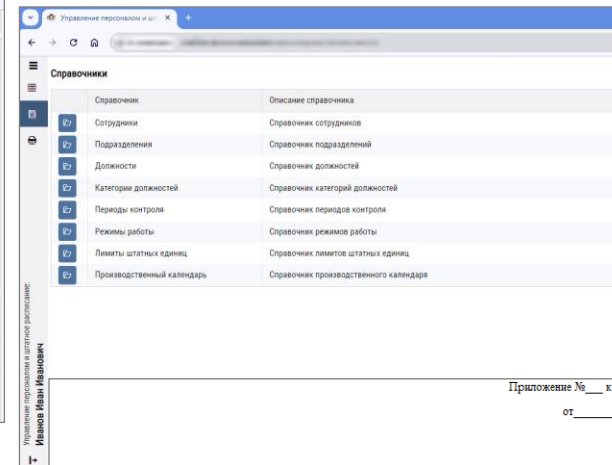 Управление персоналом и шт
Справочники
Справочник Описание справочника
Сотрудники Справочник сотрудников
Подразделения Справочник подразделений
Должности Справочник должностей
Категории должностей Справочник категорий должностей
Периоды контроля Справочник периодов контроля
Режимы работы Справочник режимов работы
Лимиты штатных единиц Справочник лимитов штатных единиц
Производственный календарь Справочник производственного календаря
Управление персоналом и штатное расписание:
Иванов Иван Иванович
Приложение №___ к
от______